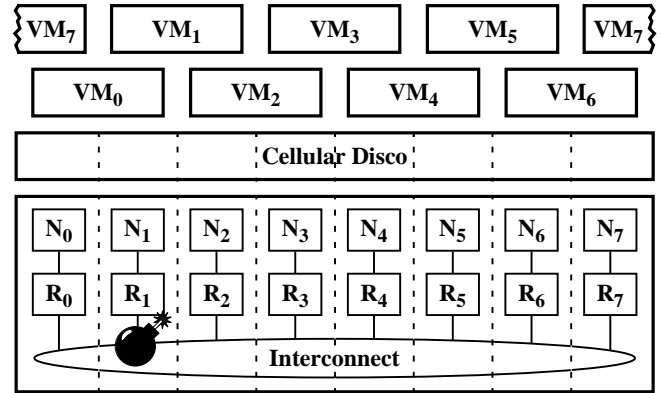 VM7 VM1 VM3 VM5 VM7
VM0 VM2 VM4 VM6
Cellular Disco
N0 N1 N2 N3 N4 N5 N6 N7
R0 R1 R2 R3 R4 R5 R6 R7
Interconnect